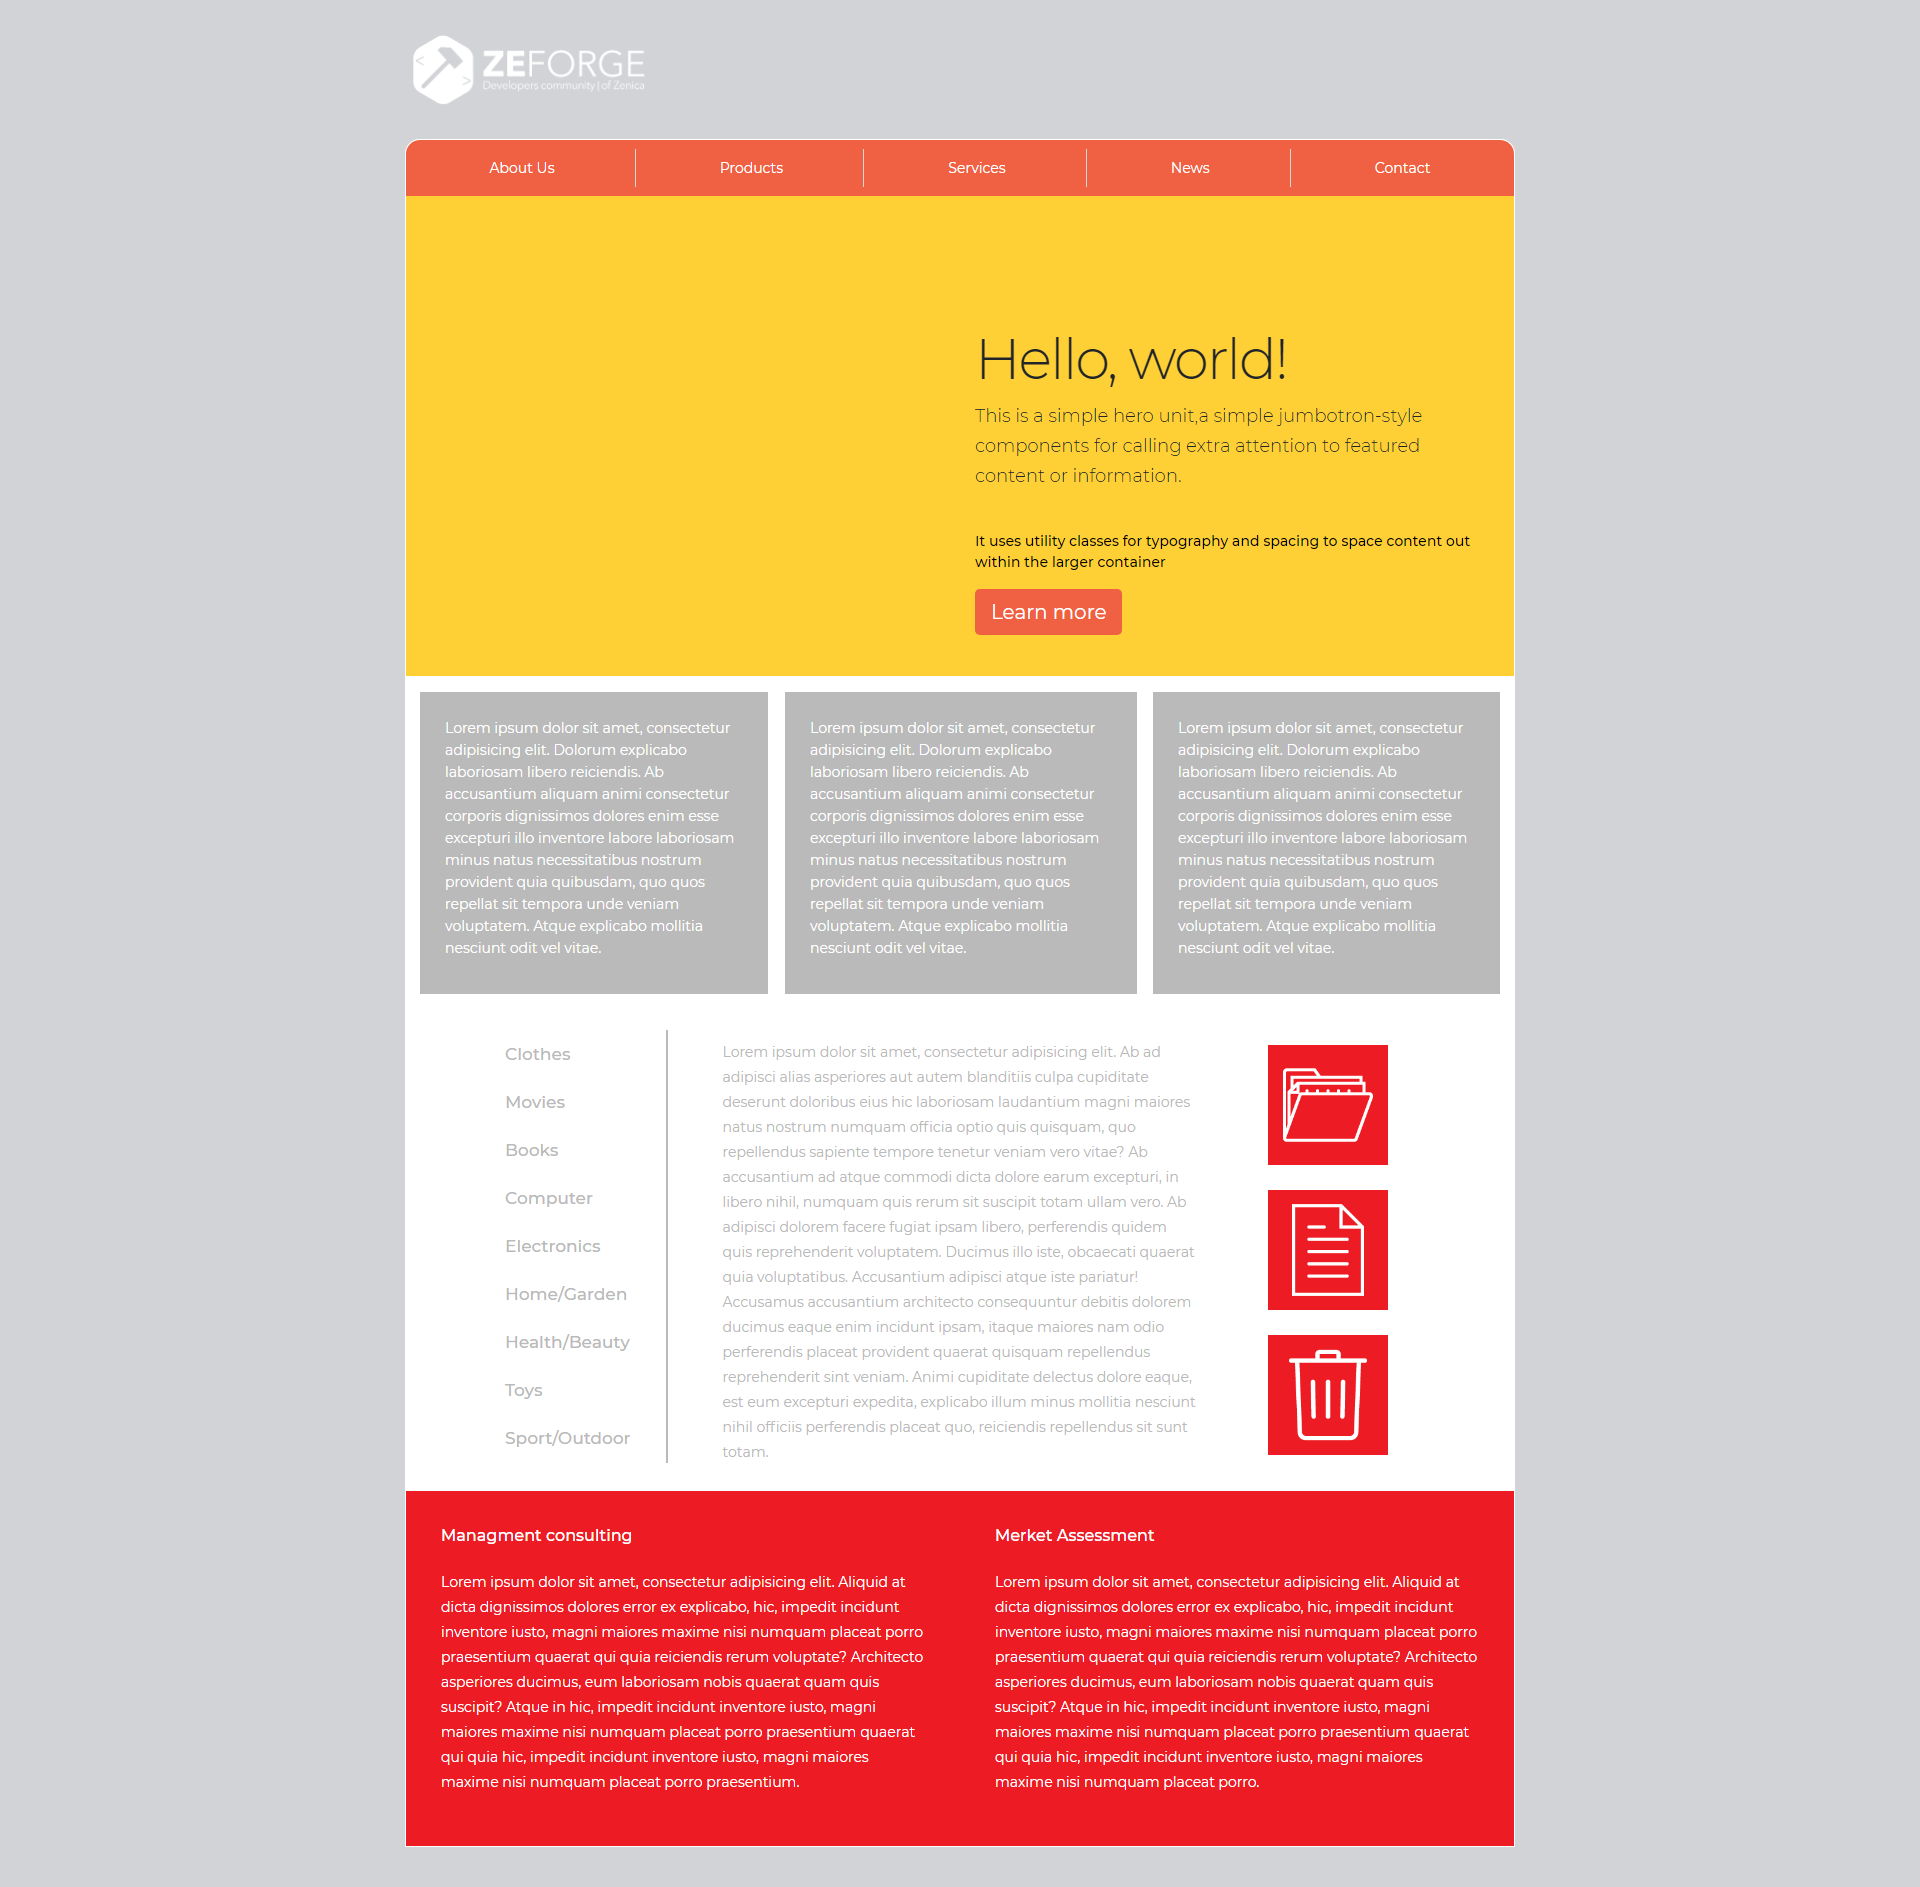 ZEFORGE
Developers community | of Zenica
About Us
Products
Services
News
Contact
Hello, world!
This is a simple hero unit,a simple jumbotron-style
components for calling extra attention to featured
content or information.
It uses utility classes for typography and spacing to space content out
within the larger container
Learn more
Lorem ipsum dolor sit amet, consectetur
adipisicing elit. Dolorum explicabo
laboriosam libero reiciendis. Ab
accusantium aliquam animi consectetur
corporis dignissimos dolores enim esse
excepturi illo inventore labore laboriosam
minus natus necessitatibus nostrum
provident quia quibusdam, quo quos
repellat sit tempora unde veniam
voluptatem. Atque explicabo mollitia
nesciunt odit vel vitae.
Lorem ipsum dolor sit amet, consectetur
adipisicing elit. Dolorum explicabo
laboriosam libero reiciendis. Ab
accusantium aliquam animi consectetur
corporis dignissimos dolores enim esse
excepturi illo inventore labore laboriosam
minus natus necessitatibus nostrum
provident quia quibusdam, quo quos
repellat sit tempora unde veniam
voluptatem. Atque explicabo mollitia
nesciunt odit vel vitae.
Lorem ipsum dolor sit amet, consectetur
adipisicing elit. Dolorum explicabo
laboriosam libero reiciendis. Ab
accusantium aliquam animi consectetur
corporis dignissimos dolores enim esse
excepturi illo inventore labore laboriosam
minus natus necessitatibus nostrum
provident quia quibusdam, quo quos
repellat sit tempora unde veniam
voluptatem. Atque explicabo mollitia
nesciunt odit vel vitae.
Clothes
Movies
Books
Computer
Electronics
Home/Garden
Health/Beauty
Toys
Sport/Outdoor
Lorem ipsum dolor sit amet, consectetur adipisicing elit. Ab ad
adipisci alias asperiores aut autem blanditiis culpa cupiditate
deserunt doloribus eius hic laboriosam laudantium magni maiores
natus nostrum numquam officia optio quis quisquam, quo
repellendus sapiente tempore tenetur veniam vero vitae? Ab
accusantium ad atque commodi dicta dolore earum excepturi, in
libero nihil, numquam quis rerum sit suscipit totam ullam vero. Ab
adipisci dolorem facere fugiat ipsam libero, perferendis quidem
quis reprehenderit voluptatem. Ducimus illo iste, obcaecati quaerat
quia voluptatibus. Accusantium adipisci atque iste pariatur!
Accusamus accusantium architecto consequuntur debitis dolorem
ducimus eaque enim incidunt ipsam, itaque maiores nam odio
perferendis placeat provident quaerat quisquam repellendus
reprehenderit sint veniam. Animi cupiditate delectus dolore eaque,
est eum excepturi expedita, explicabo illum minus mollitia nesciunt
nihil officiis perferendis placeat quo, reiciendis repellendus sit sunt
totam.
Managment consulting
Lorem ipsum dolor sit amet, consectetur adipisicing elit. Aliquid at
dicta dignissimos dolores error ex explicabo, hic, impedit incidunt
inventore iusto, magni maiores maxime nisi numquam placeat porro
praesentium quaerat qui quia reiciendis rerum voluptate? Architecto
asperiores ducimus, eum laboriosam nobis quaerat quam quis
suscipit? Atque in hic, impedit incidunt inventore iusto, magni
maiores maxime nisi numquam placeat porro praesentium quaerat
qui quia hic, impedit incidunt inventore iusto, magni maiores
maxime nisi numquam placeat porro praesentium.
Merket Assessment
Lorem ipsum dolor sit amet, consectetur adipisicing elit. Aliquid at
dicta dignissimos dolores error ex explicabo, hic, impedit incidunt
inventore iusto, magni maiores maxime nisi numquam placeat porro
praesentium quaerat qui quia reiciendis rerum voluptate? Architecto
asperiores ducimus, eum laboriosam nobis quaerat quam quis
suscipit? Atque in hic, impedit incidunt inventore iusto, magni
maiores maxime nisi numquam placeat porro praesentium quaerat
qui quia hic, impedit incidunt inventore iusto, magni maiores
maxime nisi numquam placeat porro.